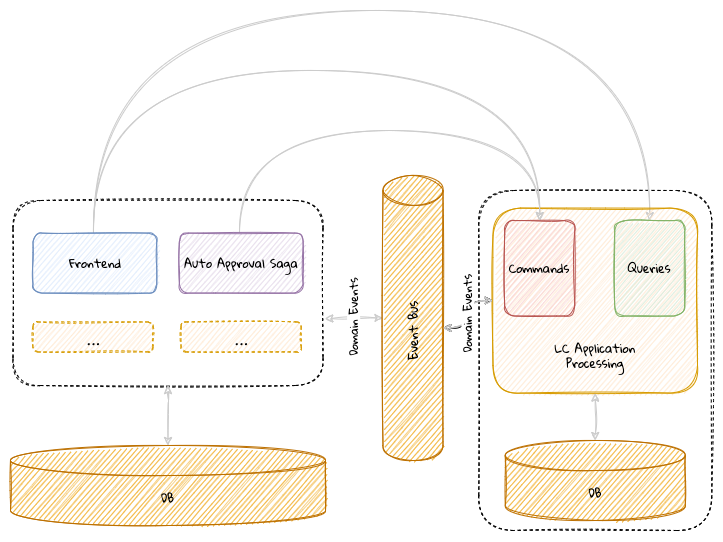 Frontend
Auto Approval Saga
...
...
DB
Domain Events
Event Bus
Domain Events
Commands
Queries
LC Application
Processing
DB